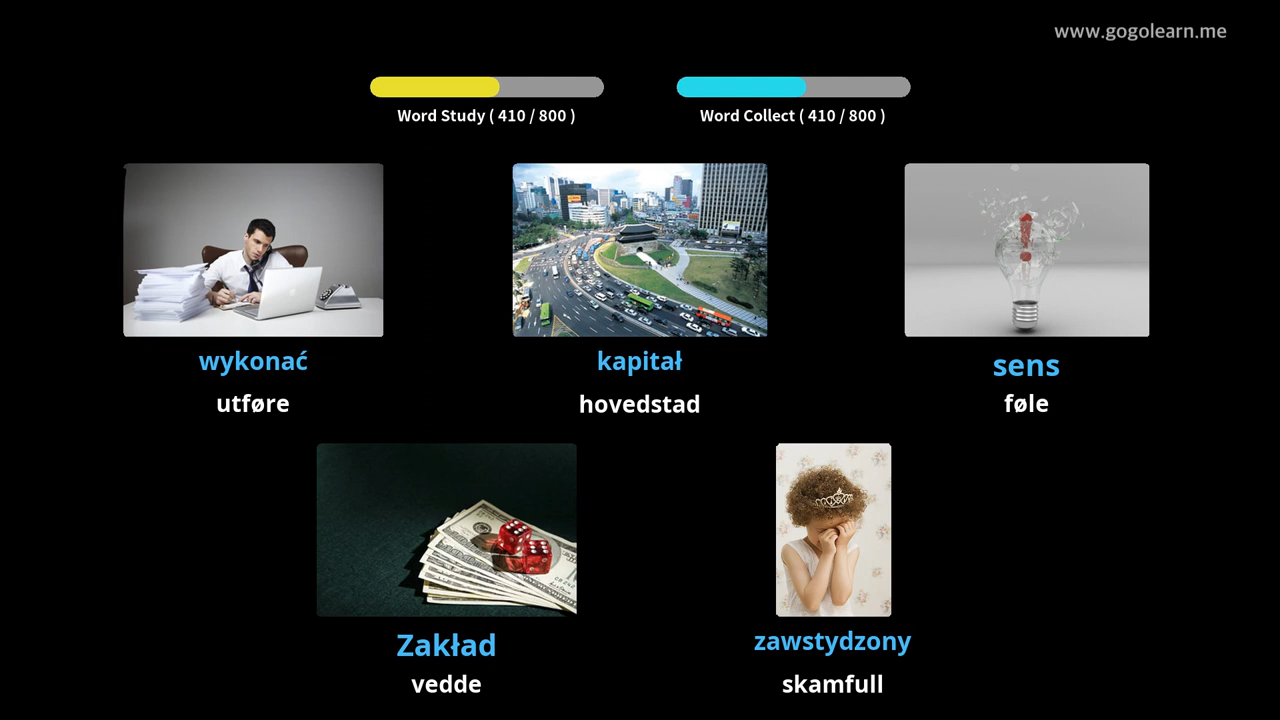 www.gogolearn.me
Word Study ( 410 / 800 )
Word Collect ( 410 / 800 )
wykonać
utføre
kapitał
hovedstad
sens
føle
Zakład
vedde
zawstydzony
skamfull